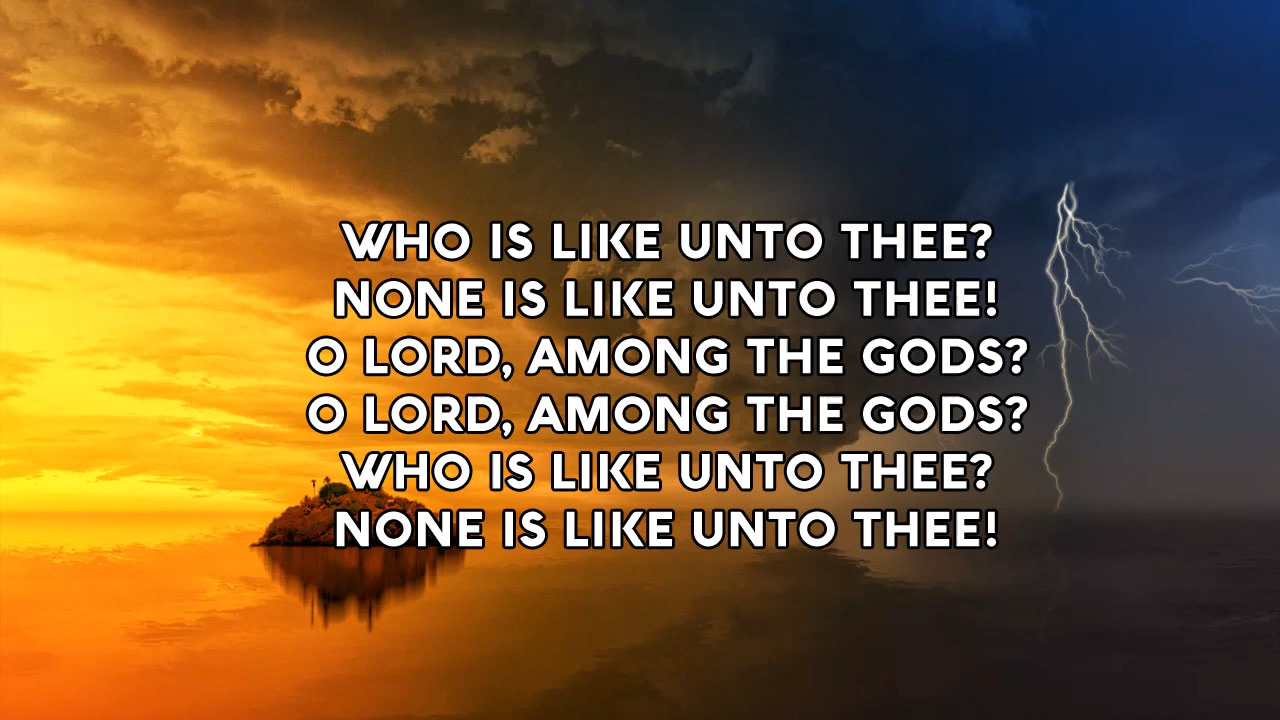 WHO IS LIKE UNTO THEE?
NONE IS LIKE UNTO THEE!
O LORD, AMONG THE GODS?
O LORD, AMONG THE GODS?
WHO IS LIKE UNTO THEE?
NONE IS LIKE UNTO THEE!